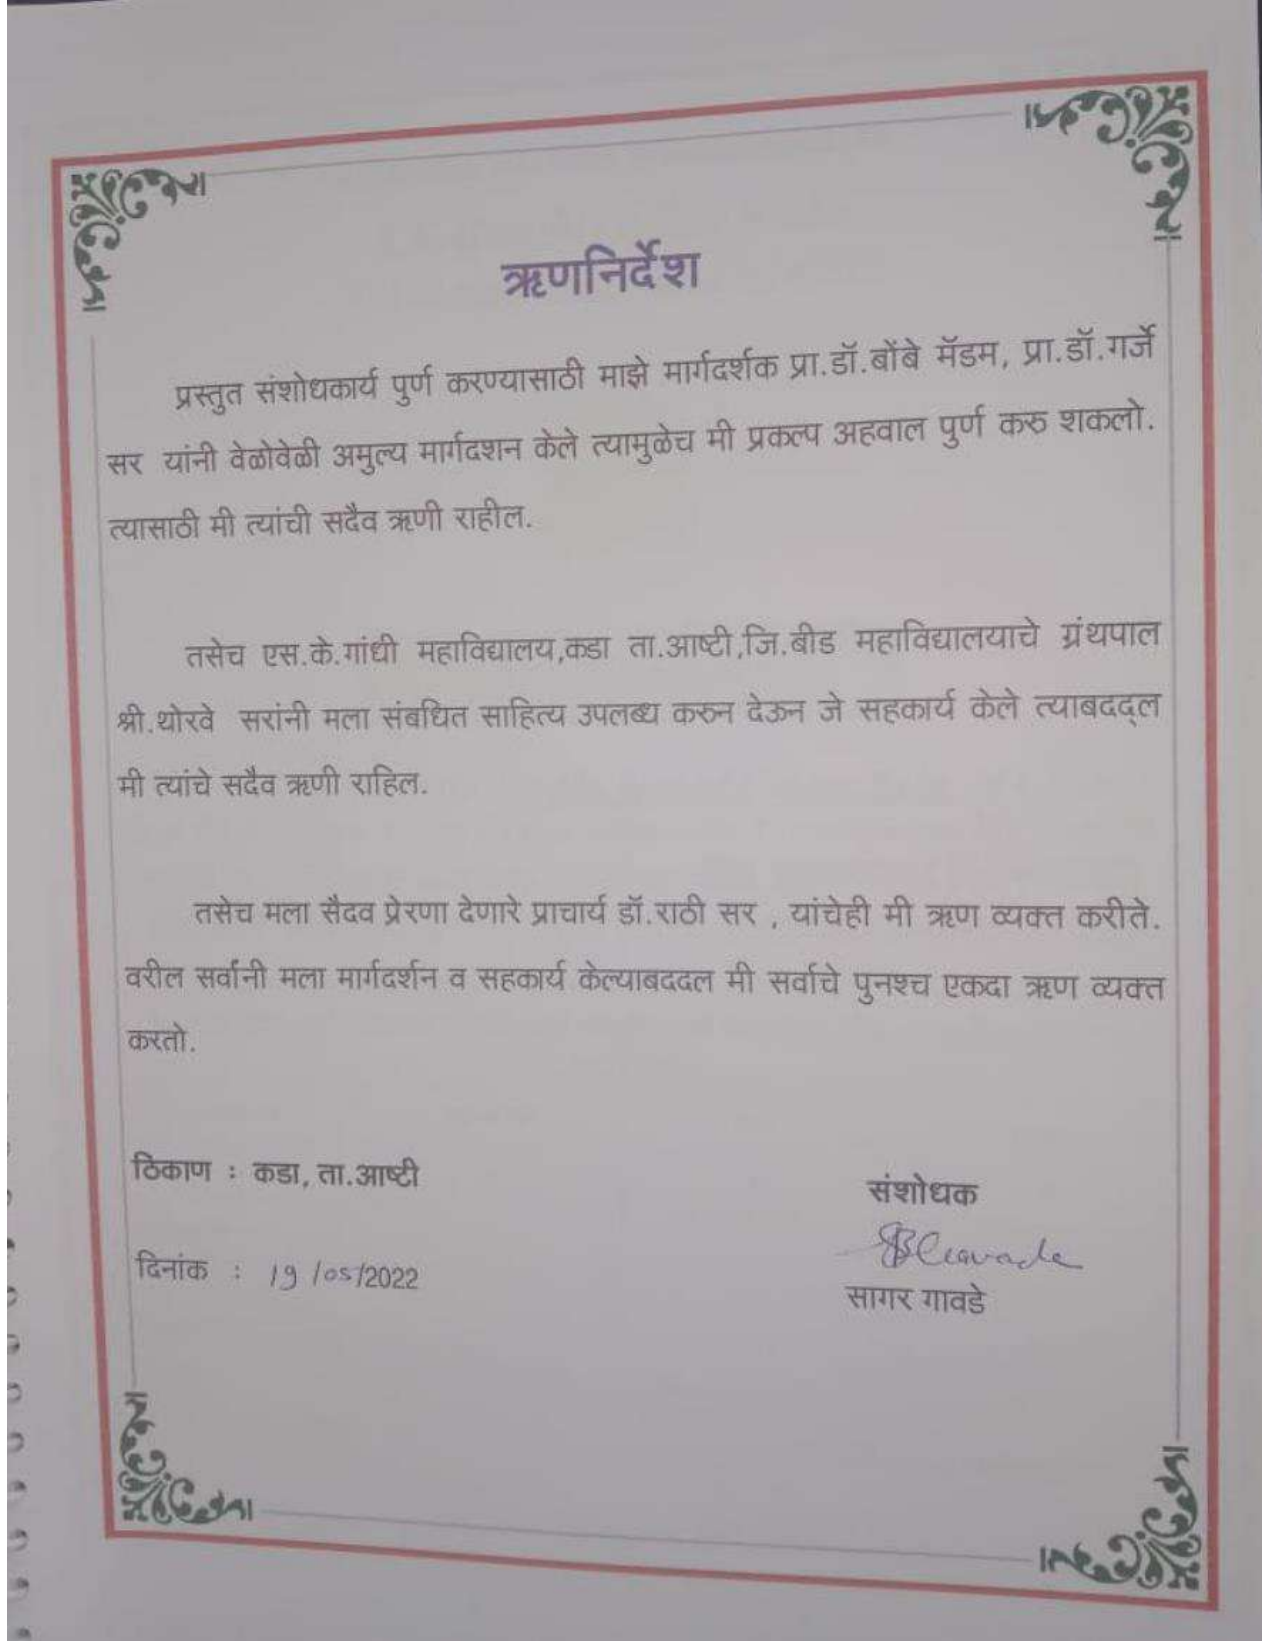 ऋणनिर्देश
प्रस्तुत संशोधकार्य पुर्ण करण्यासाठी माझे मार्गदर्शक प्रा.डॉ.बोंबे मॅडम, प्रा.डॉ.गर्जे
सर यांनी वेळोवेळी अमुल्य मार्गदशन केले त्यामुळेच मी प्रकल्प अहवाल पुर्ण करु शकलो.
त्यासाठी मी त्यांची सदैव ऋणी राहील.
तसेच एस.के.गांधी महाविद्यालय,कडा ता.आष्टी,जि.बीड महाविद्यालयाचे ग्रंथपाल
श्री.थोरवे सरांनी मला संबधित साहित्य उपलब्ध करुन देऊन जे सहकार्य केले त्याबदद्ल
मी त्यांचे सदैव ऋणी राहिल.
तसेच मला सैदव प्रेरणा देणारे प्राचार्य डॉ.राठी सर , यांचेही मी ऋण व्यक्त करीते.
वरील सर्वांनी मला मार्गदर्शन व सहकार्य केल्याबददल मी सर्वाचे पुनश्च एकदा ऋण व्यक्त
करतो.
ठिकाण : कडा, ता.आष्टी
संशोधक
दिनांक : 19/05/2022
सागर गावडे